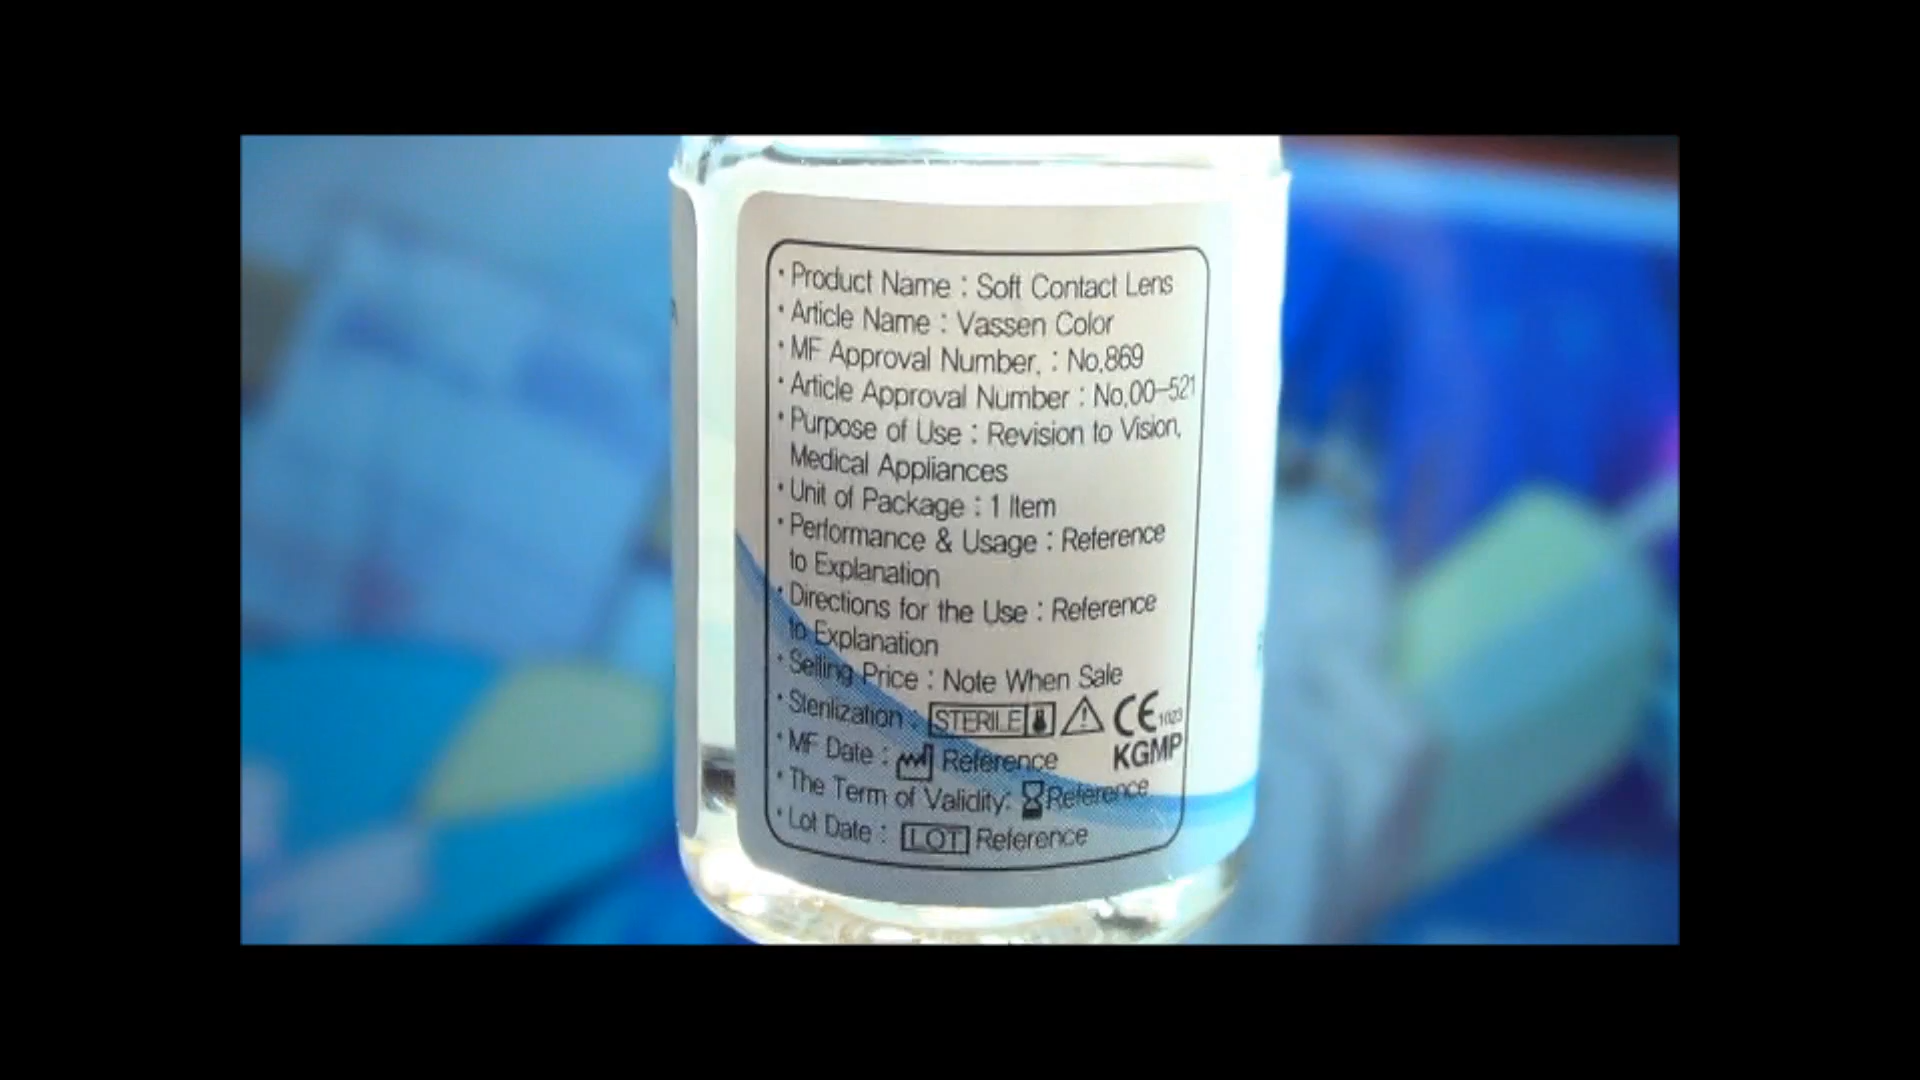 · Product Name : Soft Contact Lens
· Article Name : Vassen Color
· MF Approval Number. : No.869
· Article Approval Number : No.00-521
· Purpose of Use : Revision to Vision,
Medical Appliances
· Unit of Package : 1 Item
· Performance & Usage : Reference
to Explanation
· Directions for the Use : Reference
to Explanation
· Selling Price : Note When Sale
· Sterilization : STERILE CE 1023
· MF Date : Reference KGMP
· The Term of Validity: Reference
· Lot Date : LOT Reference